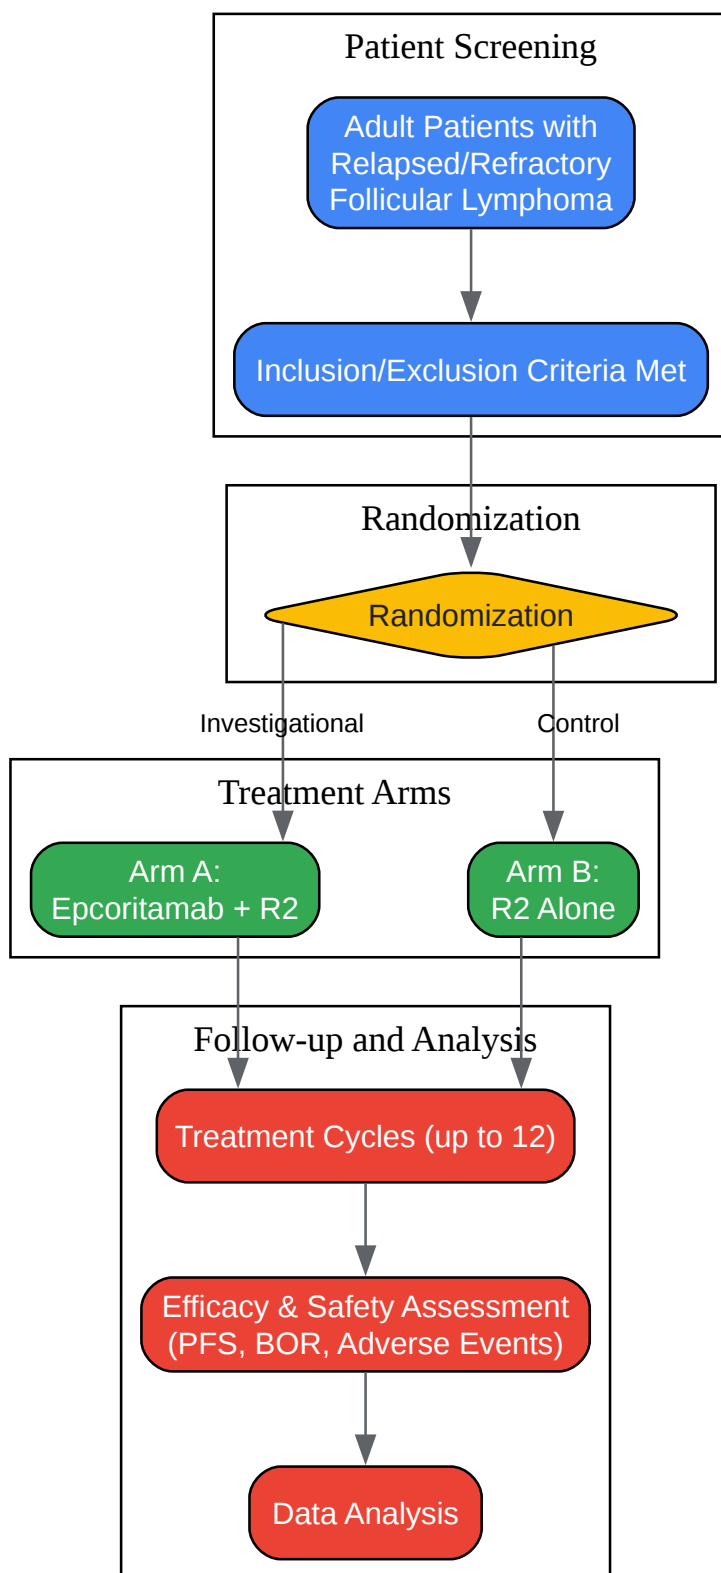 Patient Screening
Adult Patients with
Relapsed/Refractory
Follicular Lymphoma
Inclusion/Exclusion Criteria Met
Randomization
Randomization
Investigational
Control
Treatment Arms
Arm A:
Epcoritamab + R2
Arm B:
R2 Alone
Follow-up and Analysis
Treatment Cycles (up to 12)
Efficacy & Safety Assessment
(PFS, BOR, Adverse Events)
Data Analysis